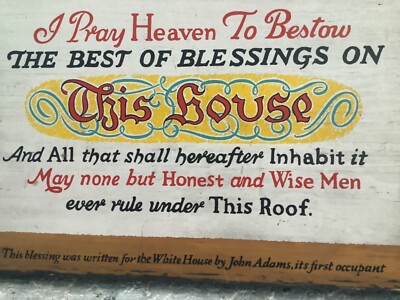 I Pray Heaven To Bestow
THE BEST OF BLESSINGS ON
This House
And All that shall hereafter Inhabit it
May none but Honest and Wise Men
ever rule under This Roof.
This blessing was written for the White House by John Adams, its first occupant